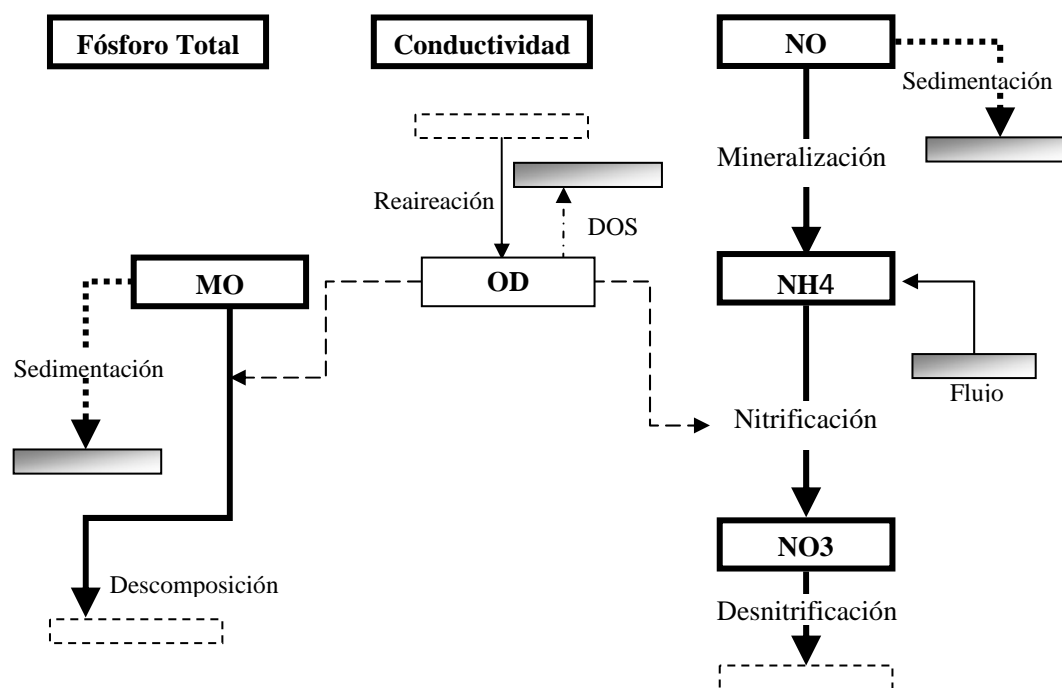 Fósforo Total
Conductividad
NO
Sedimentación
Mineralización
Reaireación
DOS
MO
OD
NH4
Sedimentación
Flujo
Nitrificación
NO3
Descomposición
Desnitrificación